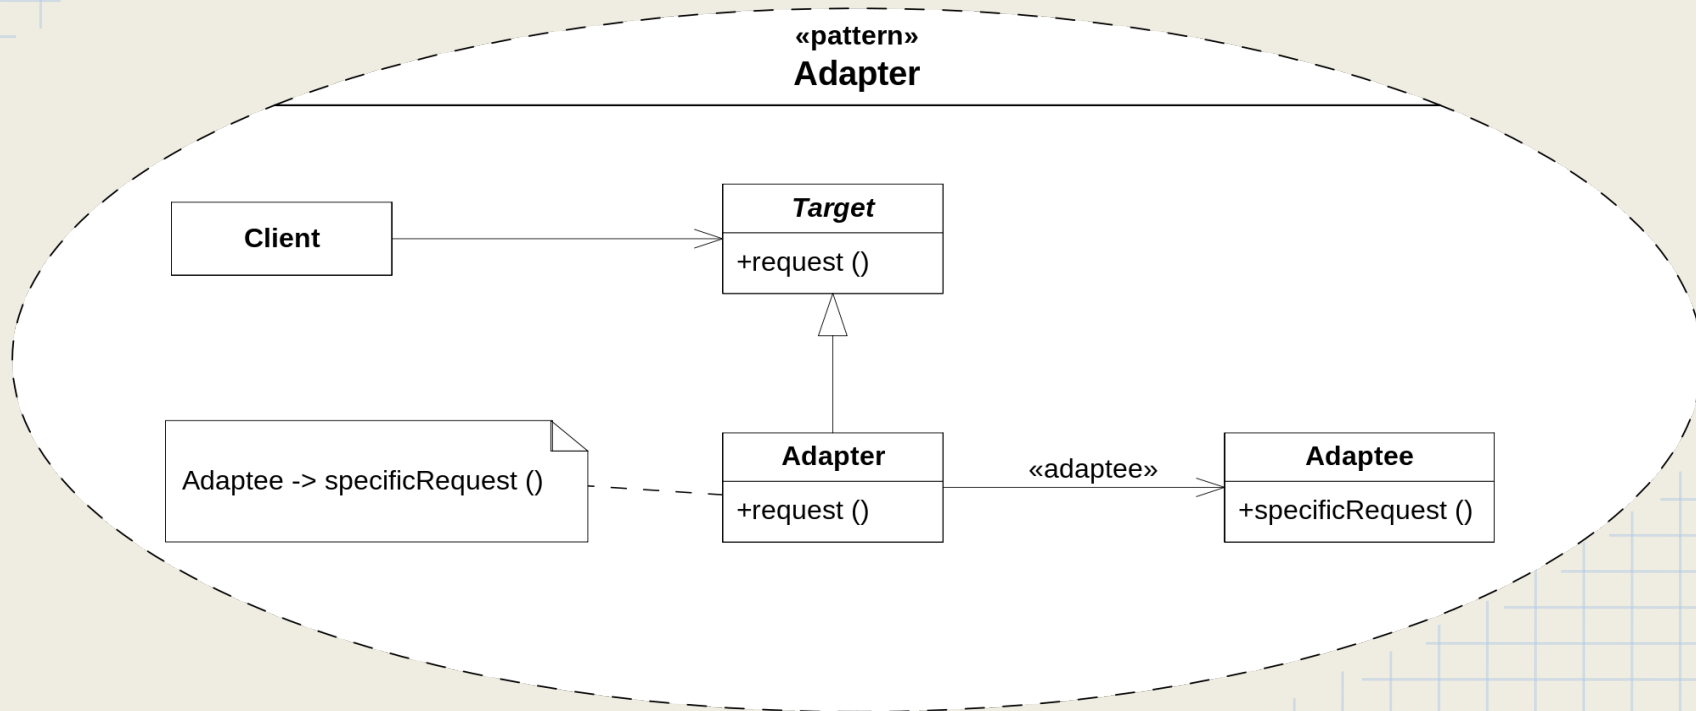 «pattern»
Adapter
Client
Target
+request ()
Adaptee -> specificRequest ()
Adapter
+request ()
«adaptee»
Adaptee
+specificRequest ()